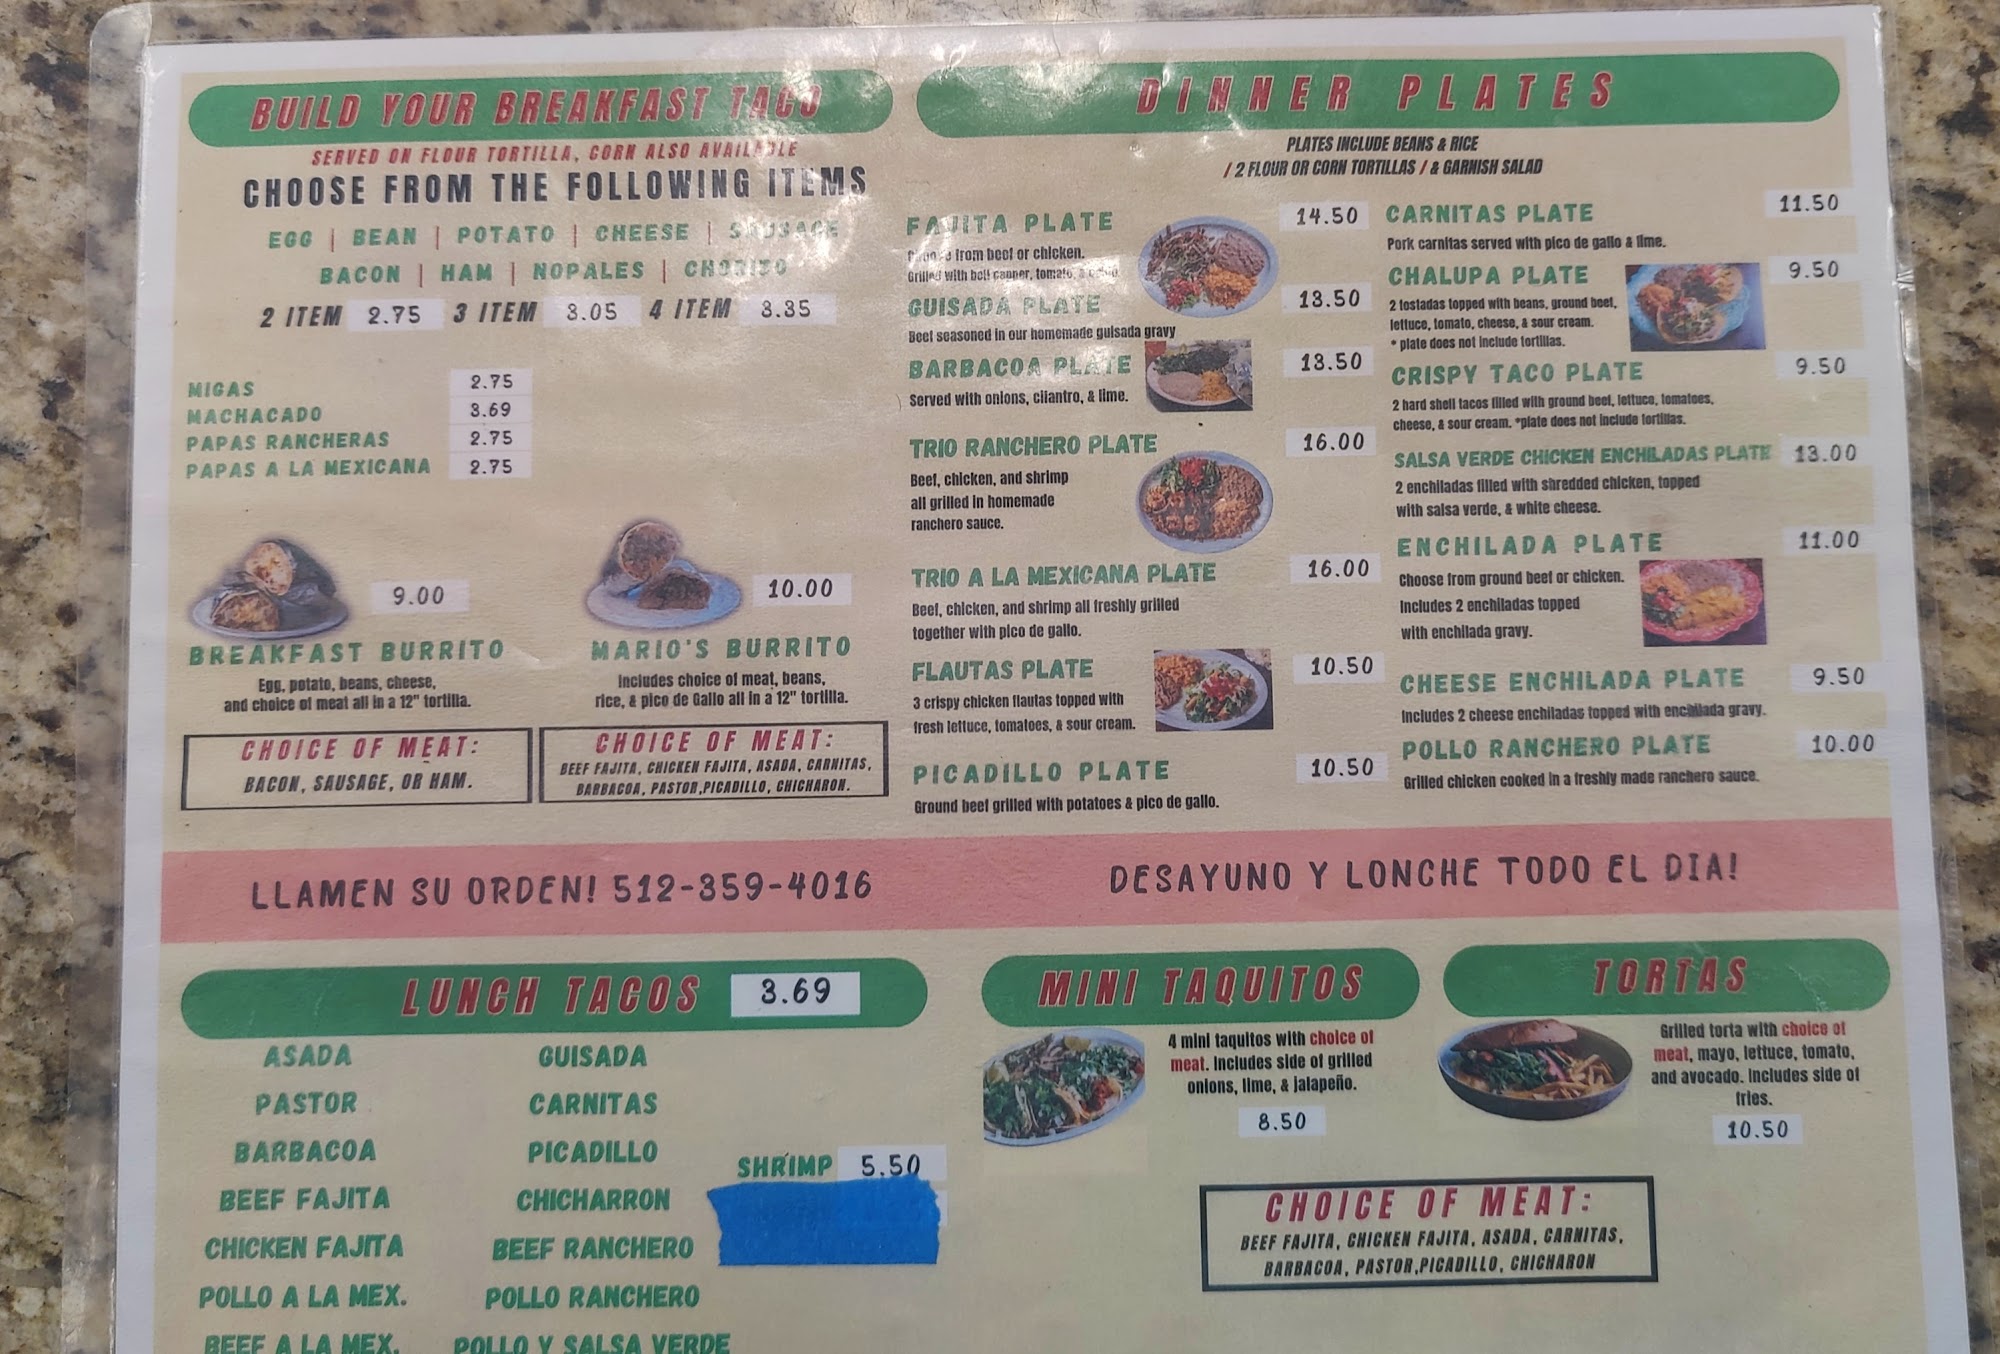 BUILD YOUR BREAKFAST TACO
SERVED ON FLOUR TORTILLA, CORN ALSO AVAILABLE
CHOOSE FROM THE FOLLOWING ITEMS
EGG | BEAN | POTATO | CHEESE | SAUSAGE
BACON | HAM | NOPALES | CHORIZO
2 ITEM 2.75 3 ITEM 3.05 4 ITEM 3.35
MIGAS 2.75
MACHACADO 3.69
PAPAS RANCHERAS 2.75
PAPAS A LA MEXICANA 2.75
9.00
BREAKFAST BURRITO
Egg, potato, beans, cheese,
and choice of meat all in a 12" tortilla.
CHOICE OF MEAT:
BACON, SAUSAGE, OR HAM.
10.00
MARIO'S BURRITO
Includes choice of meat, beans,
rice, & pico de Gallo all in a 12" tortilla.
CHOICE OF MEAT:
BEEF FAJITA, CHICKEN FAJITA, ASADA, CARNITAS,
BARBACOA, PASTOR,PICADILLO, CHICHARON.
DINNER PLATES
PLATES INCLUDE BEANS & RICE
/ 2 FLOUR OR CORN TORTILLAS / & GARNISH SALAD
FAJITA PLATE 14.50
Choose from beef or chicken.
Grilled with bell pepper, tomato, & onion
GUISADA PLATE 13.50
Beef seasoned in our homemade guisada gravy
BARBACOA PLATE 13.50
Served with onions, cilantro, & lime.
TRIO RANCHERO PLATE 16.00
Beef, chicken, and shrimp
all grilled in homemade
ranchero sauce.
TRIO A LA MEXICANA PLATE 16.00
Beef, chicken, and shrimp all freshly grilled
together with pico de gallo.
FLAUTAS PLATE 10.50
3 crispy chicken flautas topped with
fresh lettuce, tomatoes, & sour cream.
PICADILLO PLATE 10.50
Ground beef grilled with potatoes & pico de gallo.
CARNITAS PLATE 11.50
Pork carnitas served with pico de gallo & lime.
CHALUPA PLATE 9.50
2 tostadas topped with beans, ground beef,
lettuce, tomato, cheese, & sour cream.
* plate does not include tortillas.
CRISPY TACO PLATE 9.50
2 hard shell tacos filled with ground beef, lettuce, tomatoes,
cheese, & sour cream. *plate does not include tortillas.
SALSA VERDE CHICKEN ENCHILADAS PLATE 13.00
2 enchiladas filled with shredded chicken, topped
with salsa verde, & white cheese.
ENCHILADA PLATE 11.00
Choose from ground beef or chicken.
Includes 2 enchiladas topped
with enchilada gravy.
CHEESE ENCHILADA PLATE 9.50
Includes 2 cheese enchiladas topped with enchilada gravy.
POLLO RANCHERO PLATE 10.00
Grilled chicken cooked in a freshly made ranchero sauce.
LLAMEN SU ORDEN! 512-359-4016
DESAYUNO Y LONCHE TODO EL DIA!
LUNCH TACOS 3.69
ASADA
PASTOR
BARBACOA
BEEF FAJITA
CHICKEN FAJITA
POLLO A LA MEX.
BEEF A LA MEX.
GUISADA
CARNITAS
PICADILLO
CHICHARRON
BEEF RANCHERO
POLLO RANCHERO
POLLO Y SALSA VERDE
SHRIMP 5.50
MINI TAQUITOS
4 mini taquitos with choice of
meat. Includes side of grilled
onions, lime, & jalapeño.
8.50
TORTAS
Grilled torta with choice of
meat, mayo, lettuce, tomato,
and avocado. Includes side of
fries.
10.50
CHOICE OF MEAT:
BEEF FAJITA, CHICKEN FAJITA, ASADA, CARNITAS,
BARBACOA, PASTOR,PICADILLO, CHICHARON